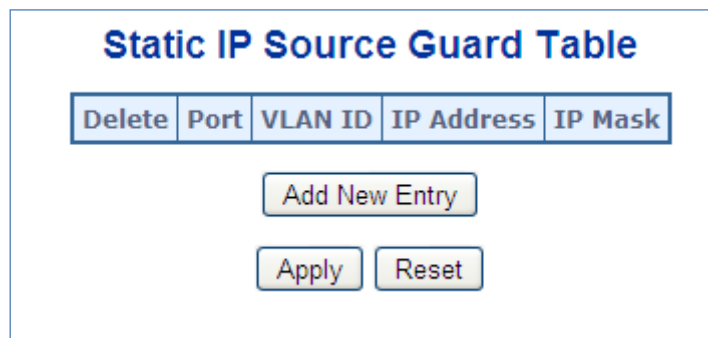 Static IP Source Guard Table
Delete Port VLAN ID IP Address IP Mask
Add New Entry
Apply Reset